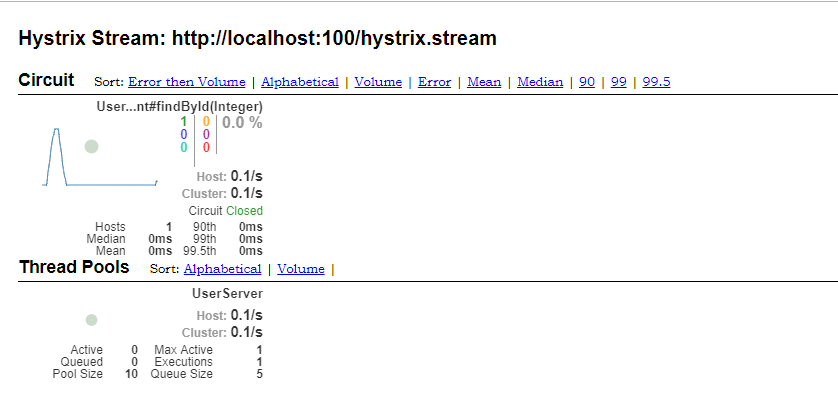 Hystrix Stream: http://localhost:100/hystrix.stream
Circuit Sort: Error then Volume | Alphabetical | Volume | Error | Mean | Median | 90 | 99 | 99.5
User...nt#findById(Integer)
1 0 0.0 %
0 0
0 0
Host: 0.1/s
Cluster: 0.1/s
Circuit Closed
Hosts 1 90th 0ms
Median 0ms 99th 0ms
Mean 0ms 99.5th 0ms
Thread Pools Sort: Alphabetical | Volume |
UserServer
Host: 0.1/s
Cluster: 0.1/s
Active 0 Max Active 1
Queued 0 Executions 1
Pool Size 10 Queue Size 5